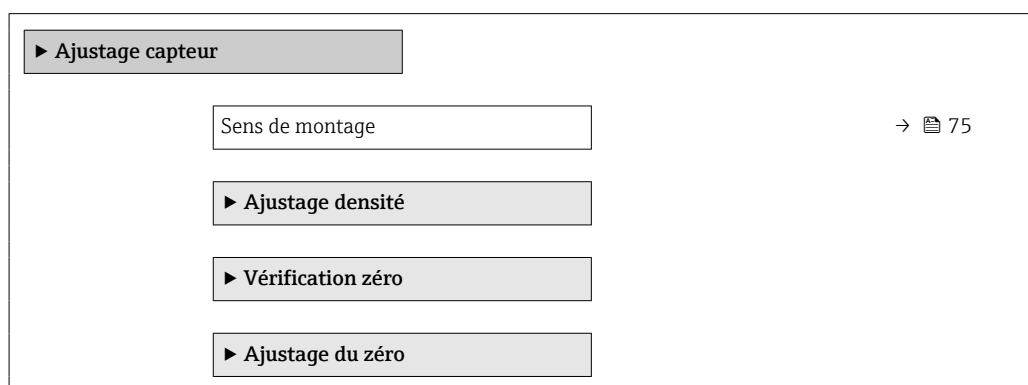 ▶ Ajustage capteur
Sens de montage → 🖺 75
▶ Ajustage densité
▶ Vérification zéro
▶ Ajustage du zéro